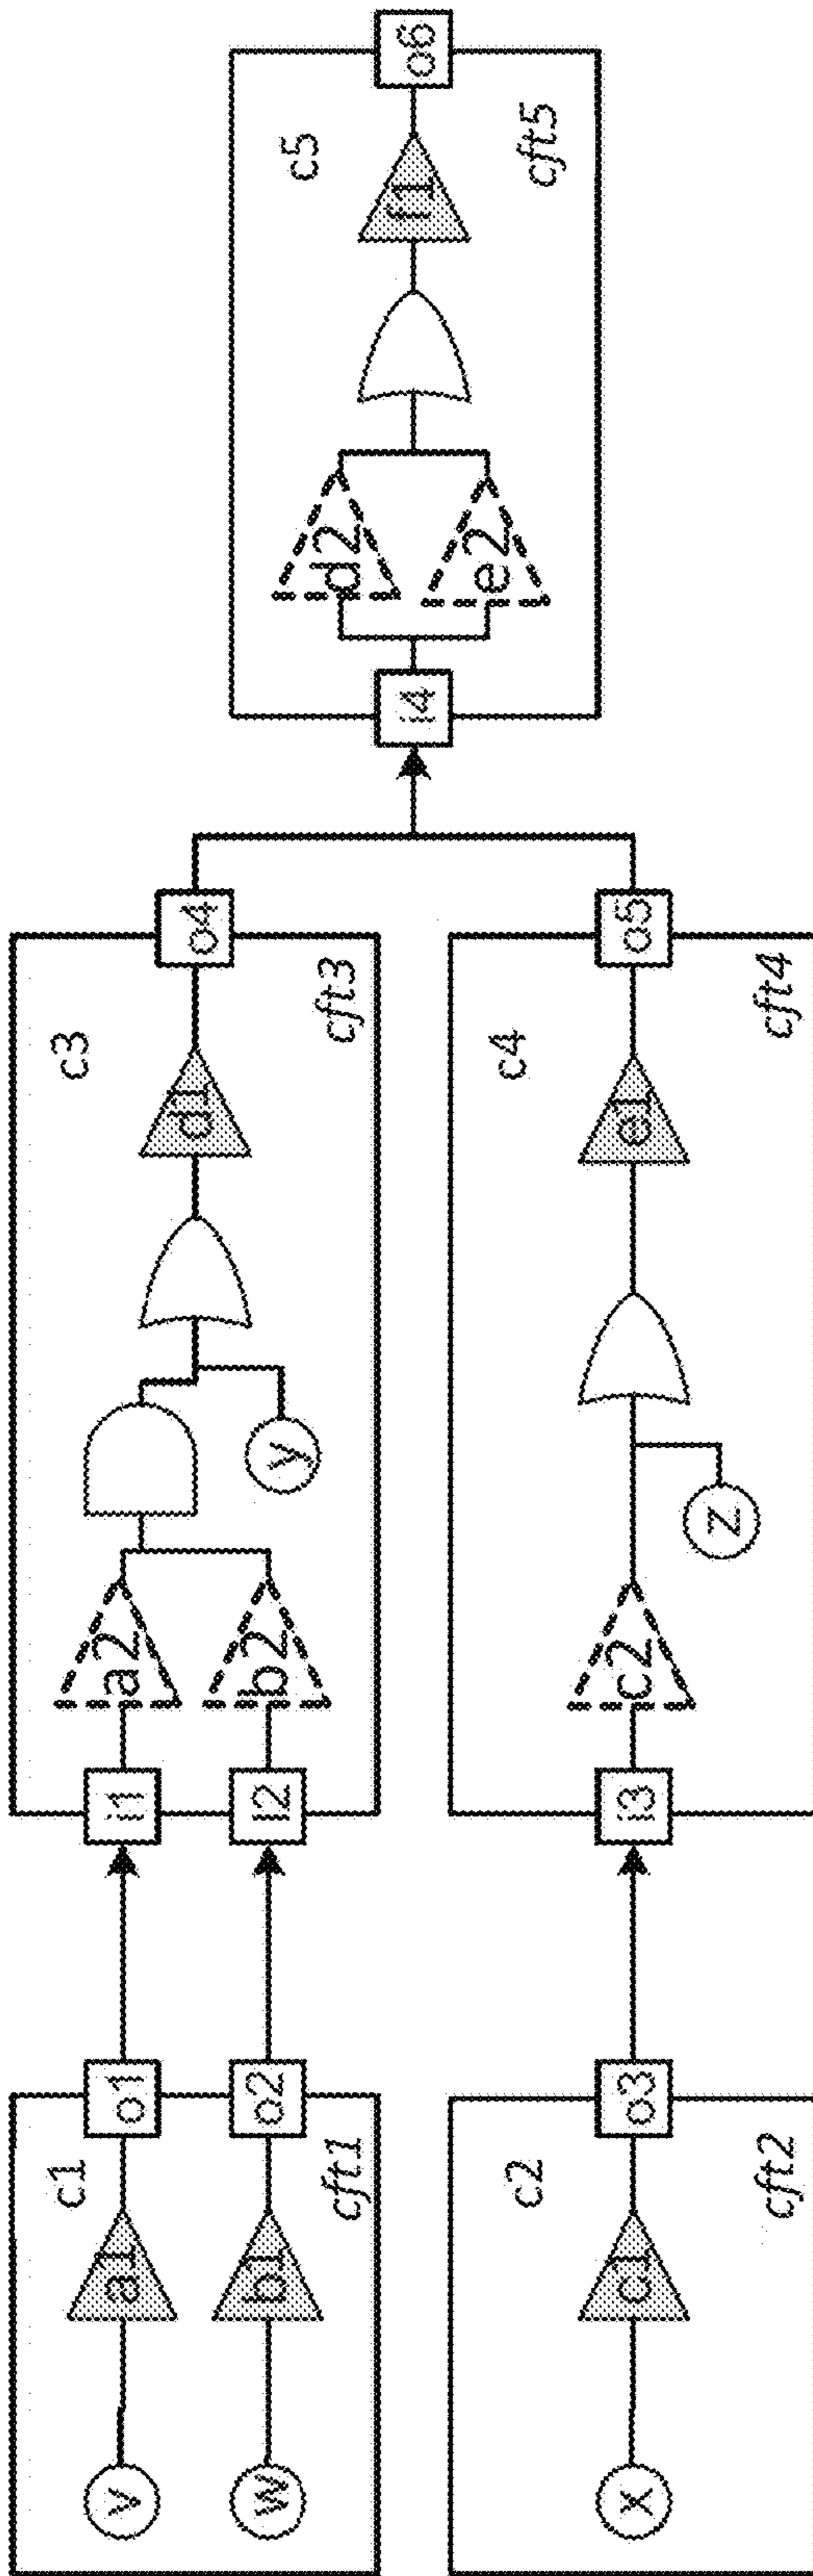 c1
v
a1
o1
w
b1
o2
cft1
c2
x
c1
o3
cft2
c3
i1
a2
I2
b2
y
d1
o4
cft3
c4
i3
c2
z
e1
o5
cft4
c5
i4
d2
e2
f1
o6
cft5